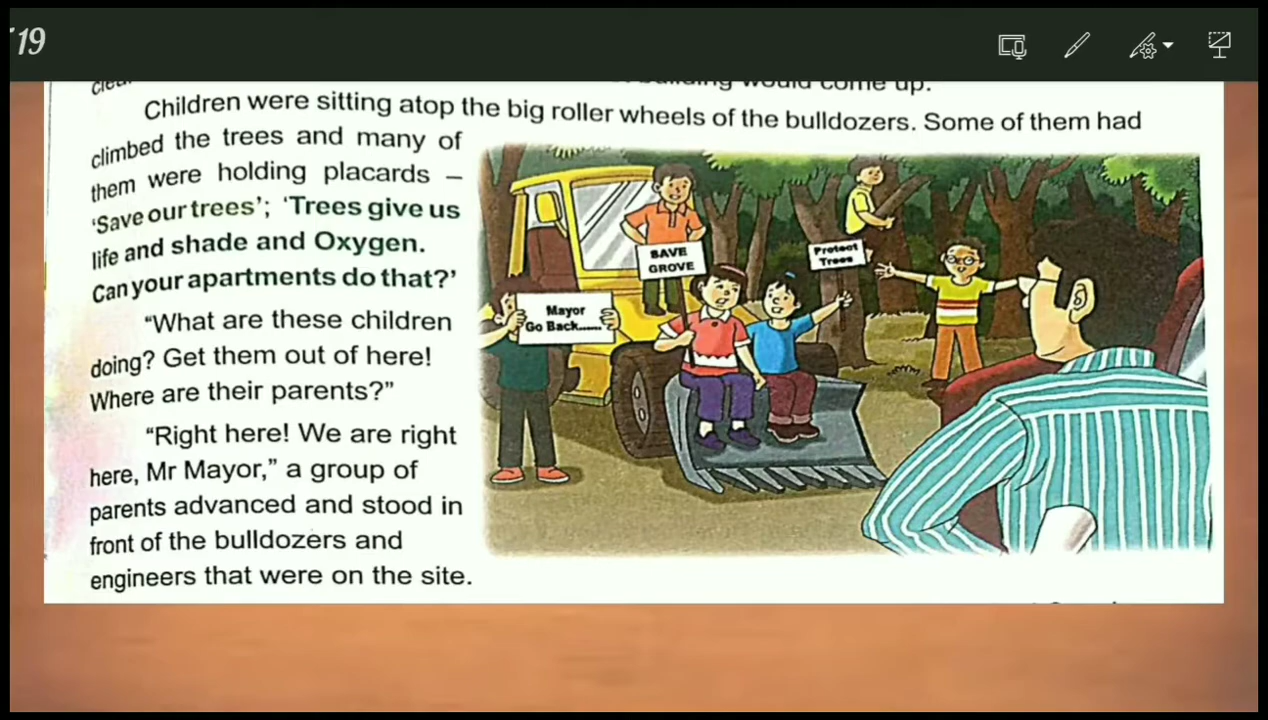 19
building would come up.
Children were sitting atop the big roller wheels of the bulldozers. Some of them had
climbed the trees and many of
them were holding placards –
‘Save our trees’; ‘Trees give us
life and shade and Oxygen.
Can your apartments do that?’
“What are these children
doing? Get them out of here!
Where are their parents?”
“Right here! We are right
here, Mr Mayor,” a group of
parents advanced and stood in
front of the bulldozers and
engineers that were on the site.
SAVE
GROVE
Protect
Trees
Mayor
Go Back......